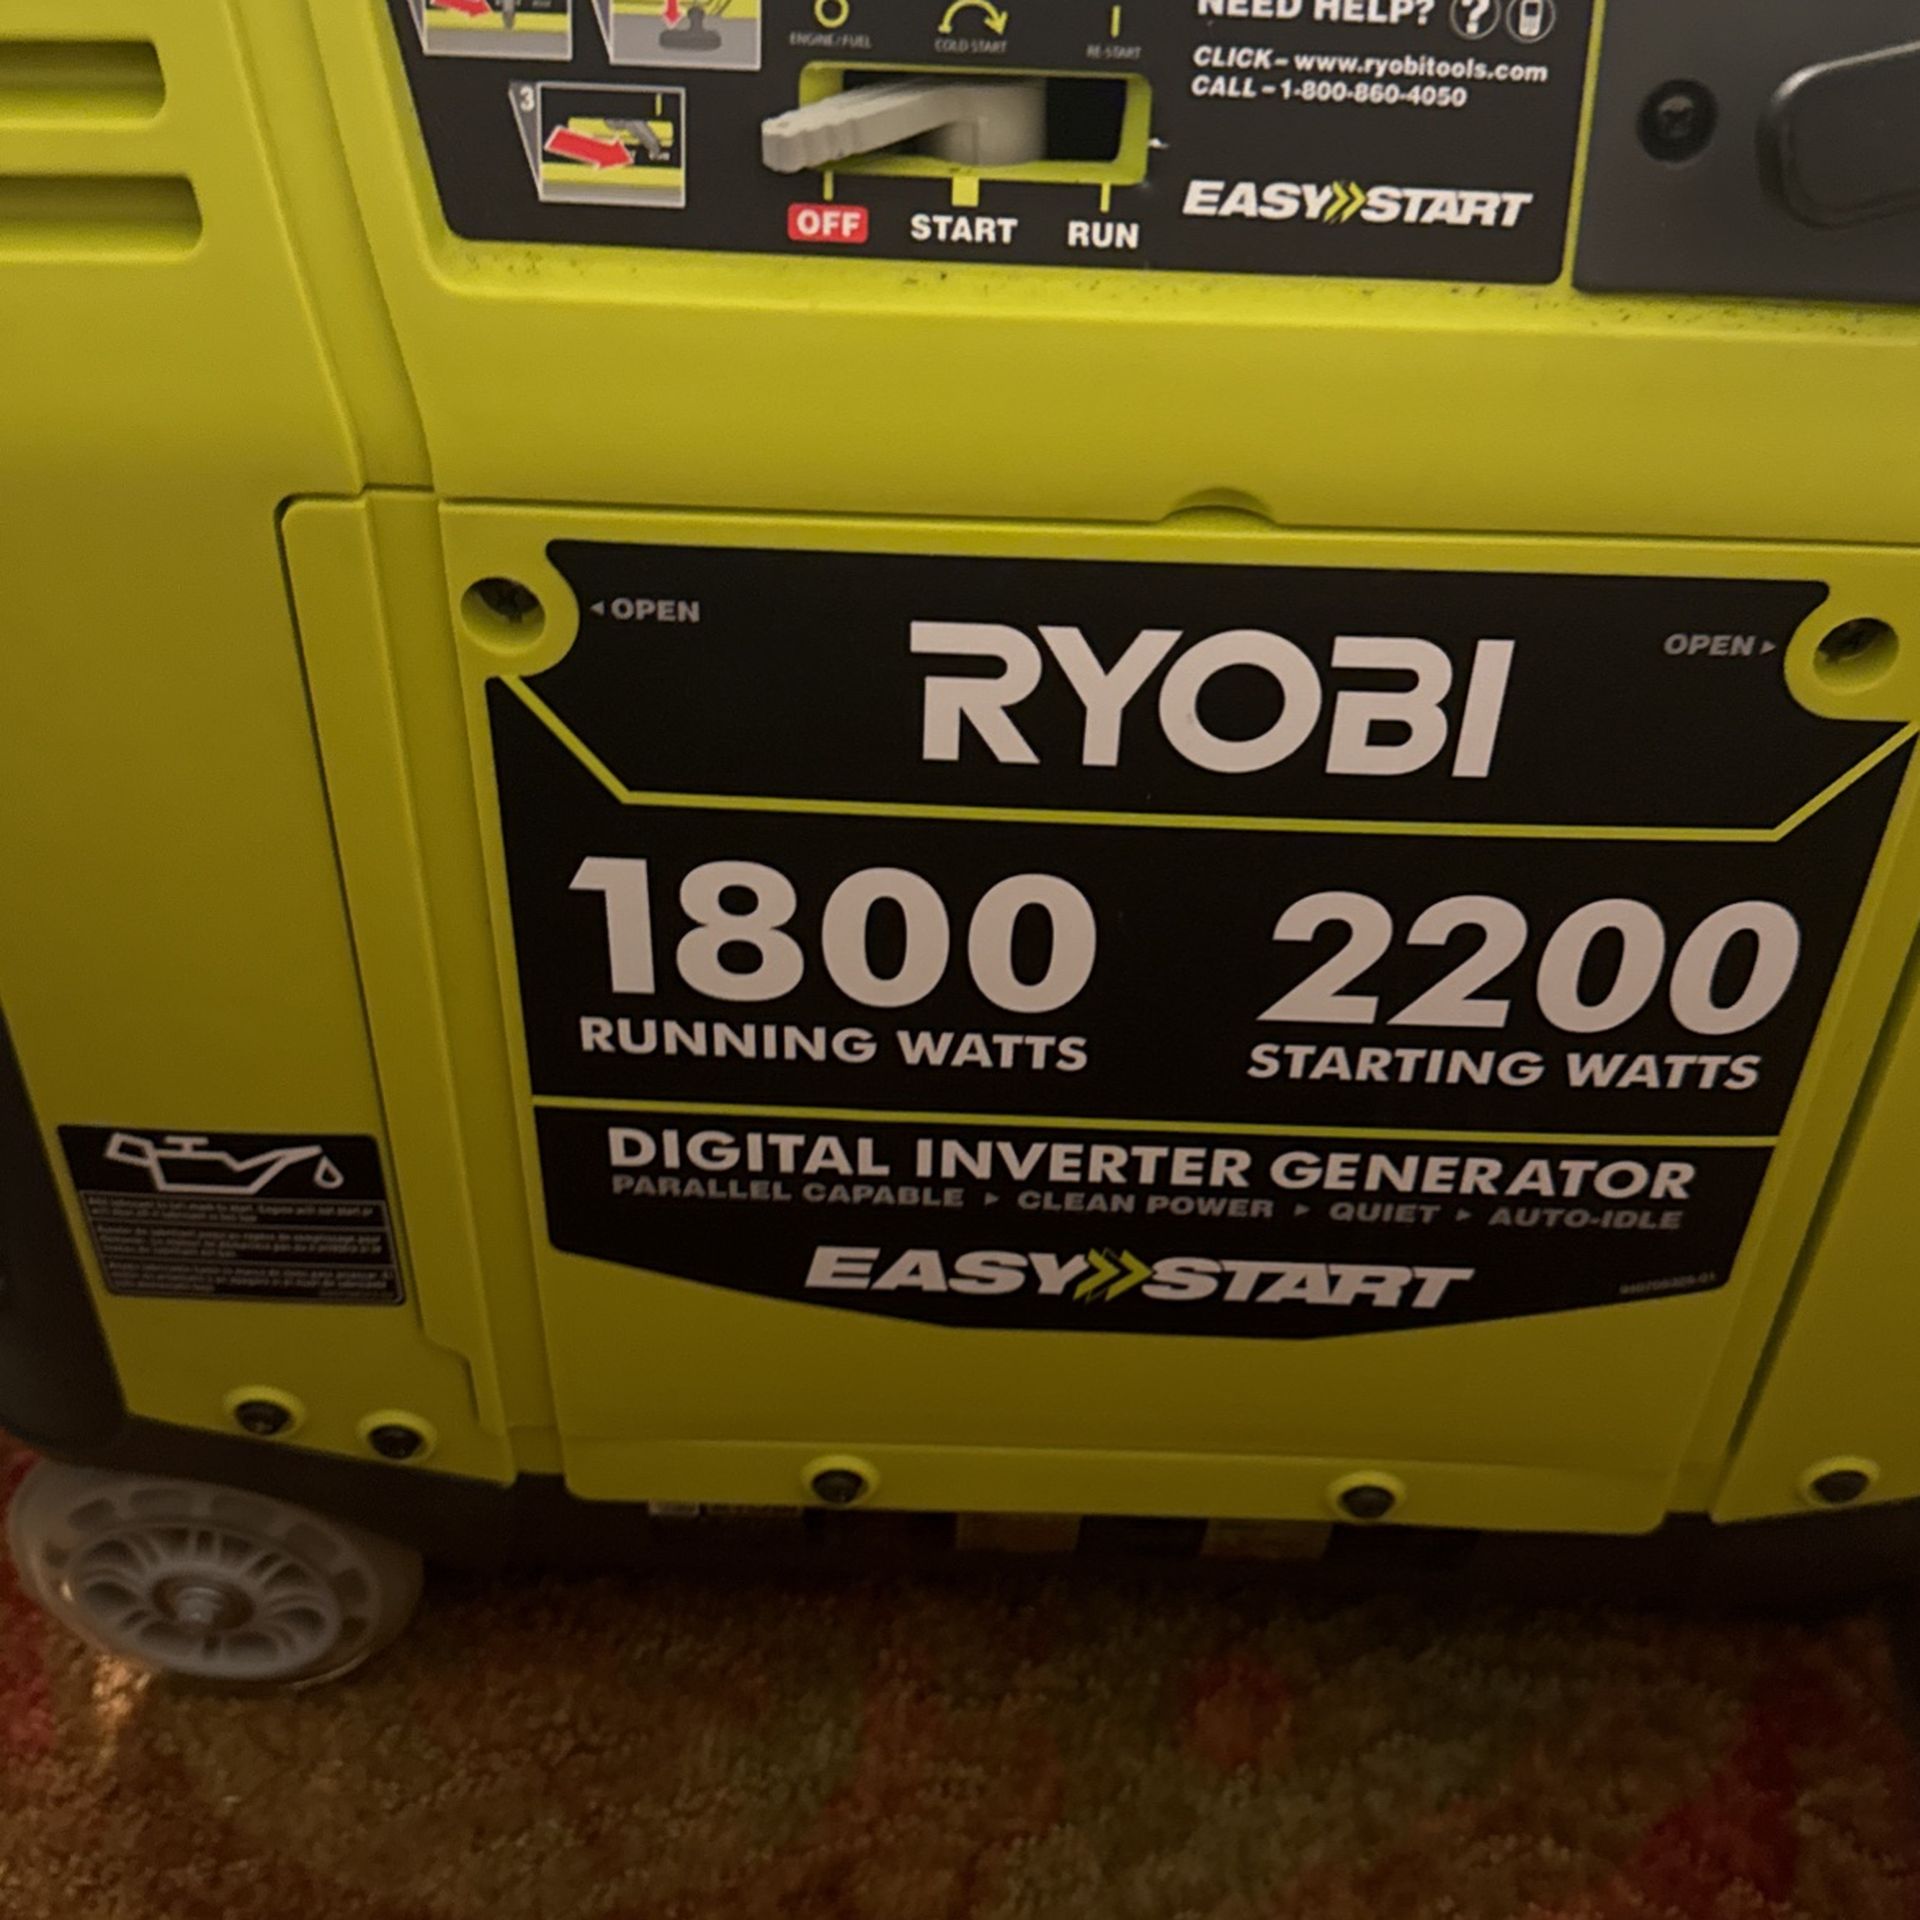 NEED HELP? ?
ENGINE/FUEL COLD START RE-START
CLICK- www.ryobitools.com
CALL - 1-800-860-4050
3
EASY START
OFF START RUN
OPEN
OPEN
RYOBI
1800 2200
RUNNING WATTS STARTING WATTS
DIGITAL INVERTER GENERATOR
PARALLEL CAPABLE ▸ CLEAN POWER ▸ QUIET ▸ AUTO-IDLE
EASY START